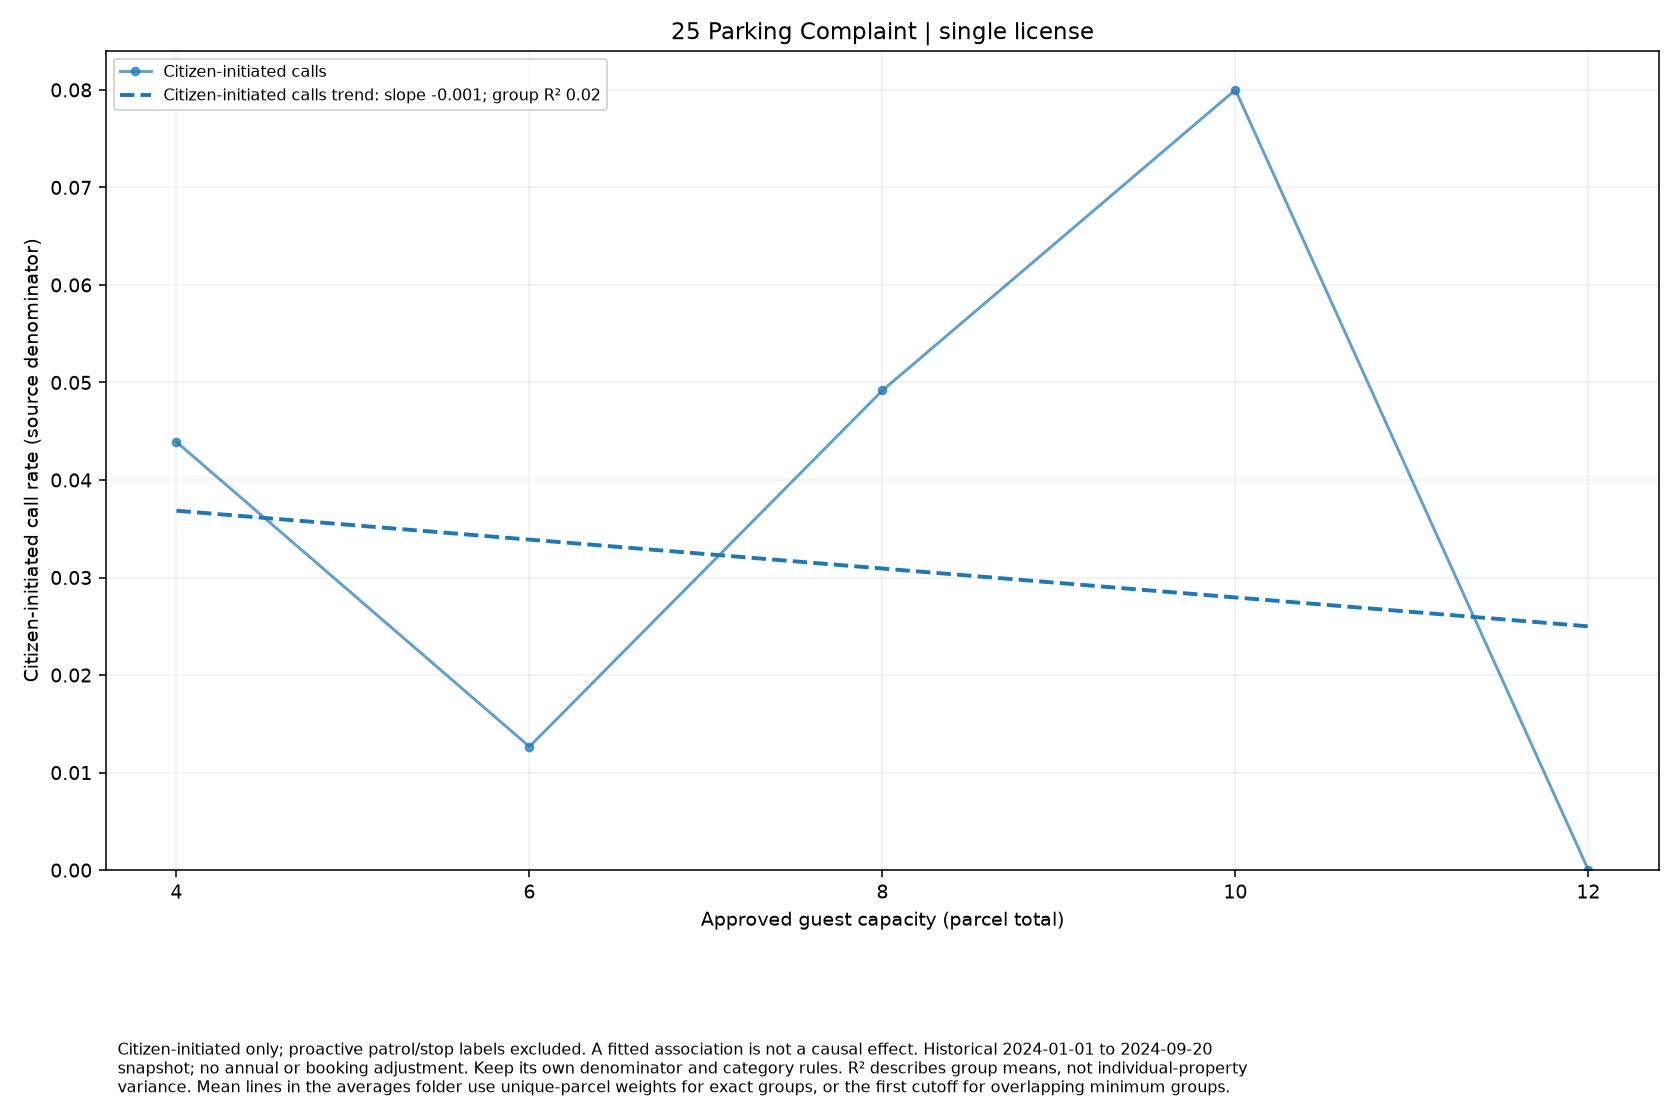 25 Parking Complaint | single license
Citizen-initiated calls
Citizen-initiated calls trend: slope -0.001; group R² 0.02
Citizen-initiated call rate (source denominator)
0.08
0.07
0.06
0.05
0.04
0.03
0.02
0.01
0.00
4 6 8 10 12
Approved guest capacity (parcel total)
Citizen-initiated only; proactive patrol/stop labels excluded. A fitted association is not a causal effect. Historical 2024-01-01 to 2024-09-20
snapshot; no annual or booking adjustment. Keep its own denominator and category rules. R² describes group means, not individual-property
variance. Mean lines in the averages folder use unique-parcel weights for exact groups, or the first cutoff for overlapping minimum groups.